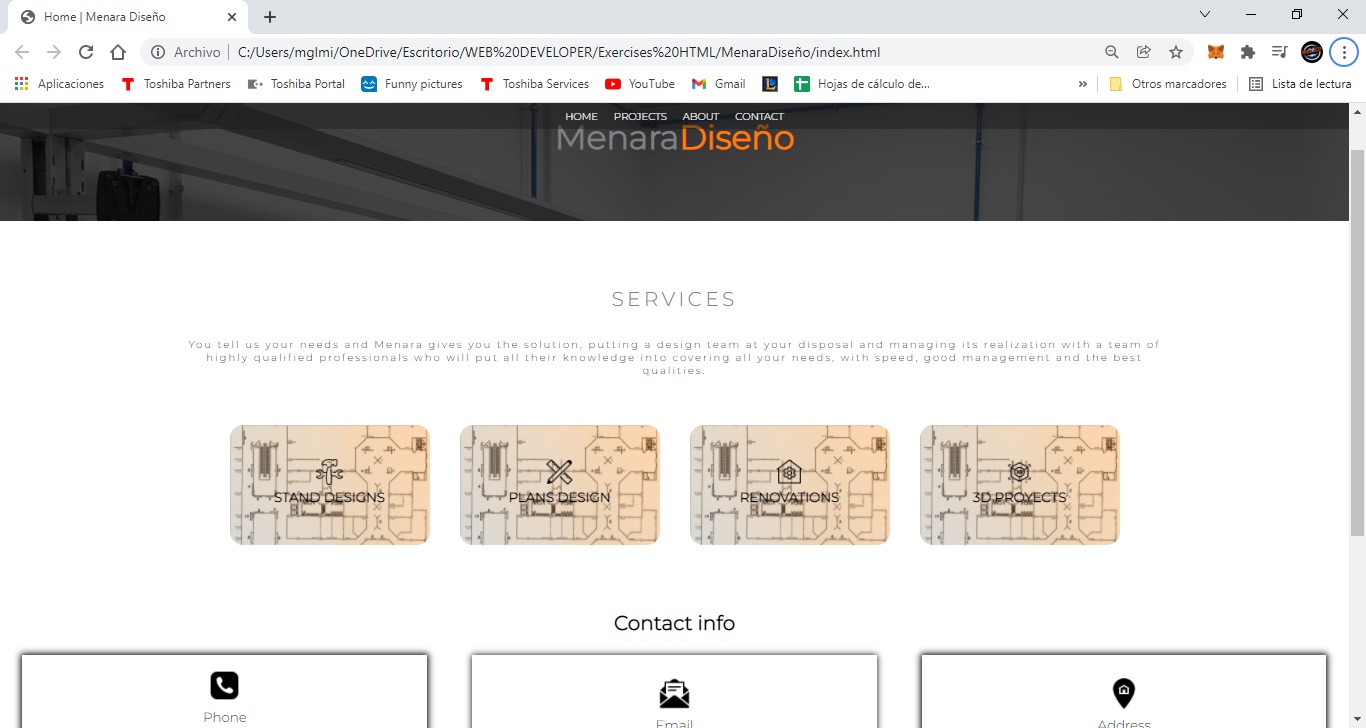 Home | Menara Diseño
Archivo
C:/Users/mglmi/OneDrive/Escritorio/WEB%20DEVELOPER/Exercises%20HTML/MenaraDiseño/index.html
Aplicaciones
Toshiba Partners
Toshiba Portal
Funny pictures
Toshiba Services
YouTube
Gmail
Hojas de cálculo de...
»
Otros marcadores
Lista de lectura
HOME PROJECTS ABOUT CONTACT
MenaraDiseño
SERVICES
You tell us your needs and Menara gives you the solution, putting a design team at your disposal and managing its realization with a team of
highly qualified professionals who will put all their knowledge into covering all your needs, with speed, good management and the best
qualities.
STAND DESIGNS
PLANS DESIGN
RENOVATIONS
3D PROYECTS
Contact info
Phone
Email
Address